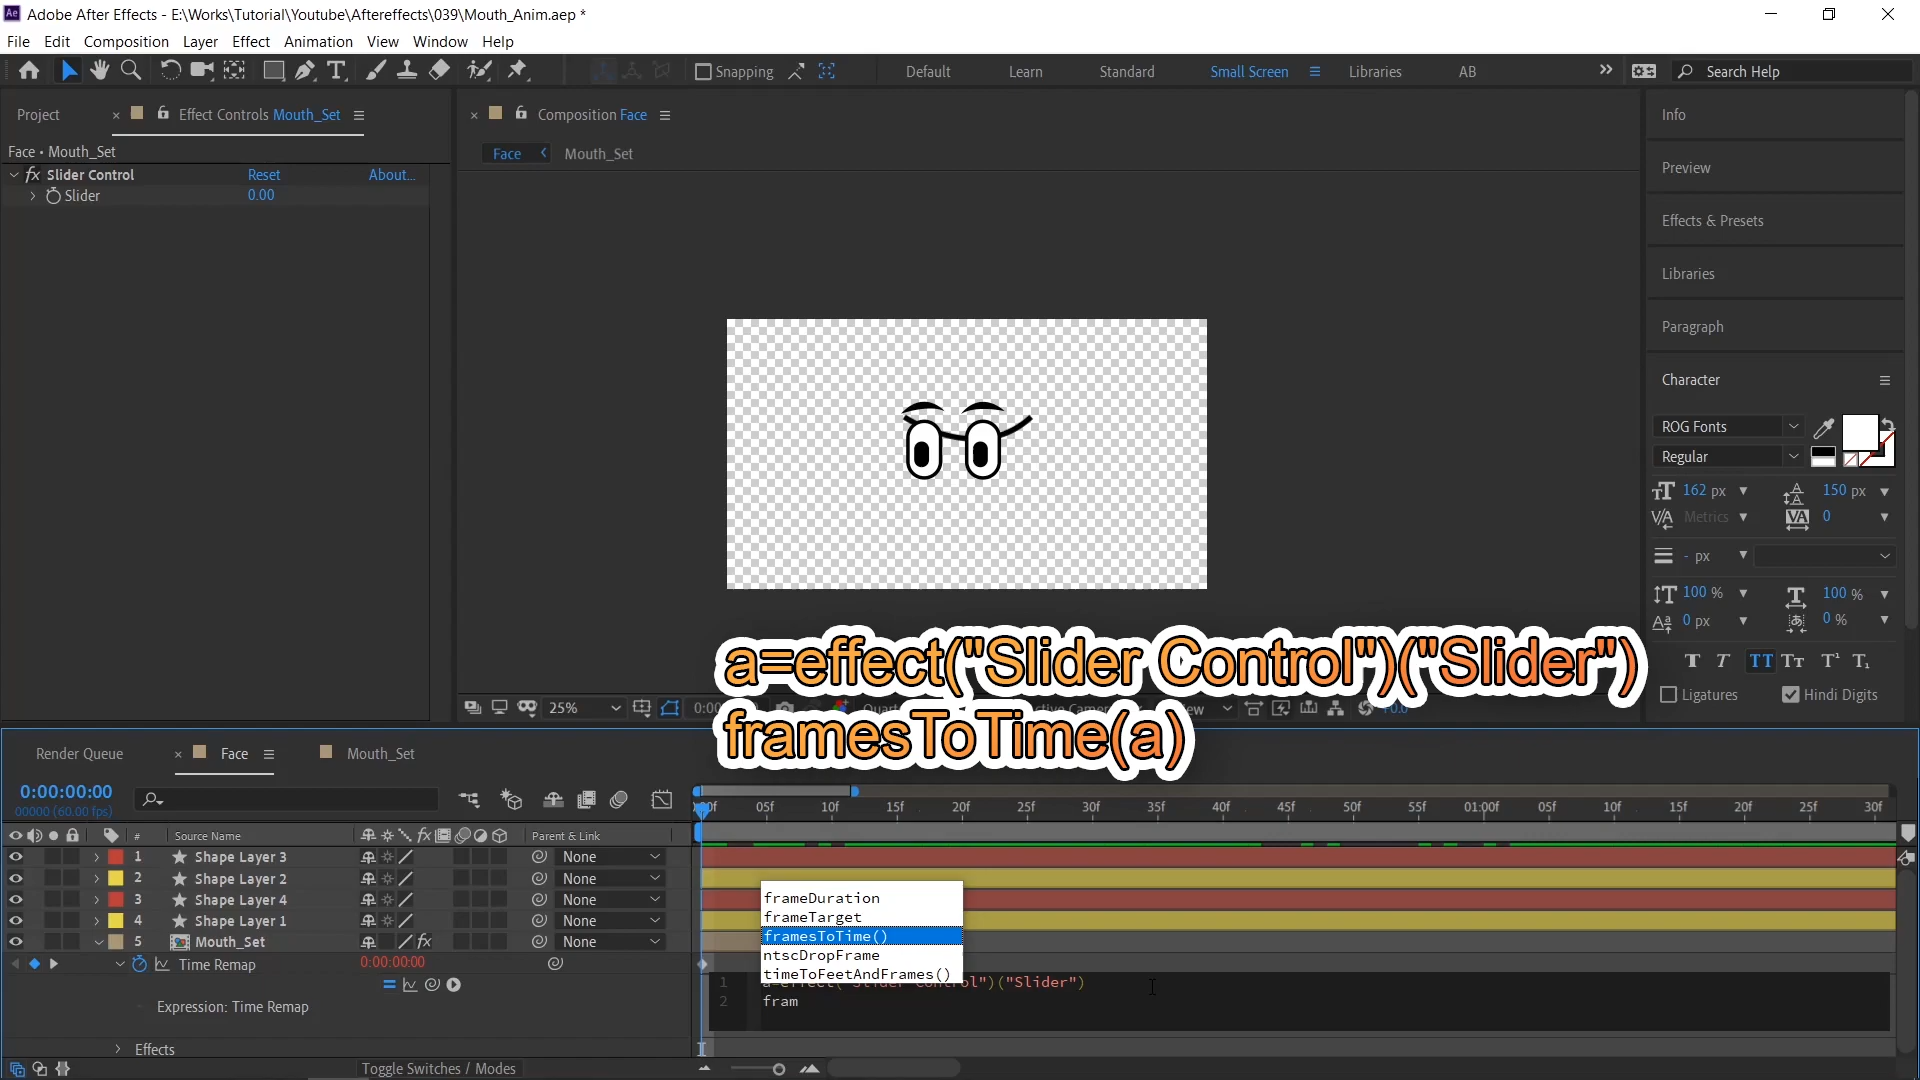 Adobe After Effects - E:\Works\Tutorial\Youtube\Aftereffects\039\Mouth_Anim.aep *
File Edit Composition Layer Effect Animation View Window Help
Snapping Default Learn Standard Small Screen Libraries AB Search Help
Project Effect Controls Mouth_Set
Composition Face
Face • Mouth_Set
Slider Control Reset About...
Slider 0.00
Face Mouth_Set
Info
Preview
Effects & Presets
Libraries
Paragraph
Character
ROG Fonts
Regular
162 px 150 px
Metrics 0
- px
100 % 100 %
0 px 0 %
Ligatures Hindi Digits
25%
a=effect("Slider Control")("Slider")
framesToTime(a)
Render Queue Face Mouth_Set
0:00:00:00
00000 (60.00 fps)
05f 10f 15f 20f 25f 30f 35f 40f 45f 50f 55f 01:00f 05f 10f 15f 20f 25f 30f
# Source Name Parent & Link
1 Shape Layer 3 None
2 Shape Layer 2 None
3 Shape Layer 4 None
4 Shape Layer 1 None
5 Mouth_Set None
Time Remap 0:00:00:00
Expression: Time Remap
Effects
Toggle Switches / Modes
frameDuration
frameTarget
framesToTime()
ntscDropFrame
timeToFeetAndFrames()
1 a=effect("Slider Control")("Slider")
2 fram